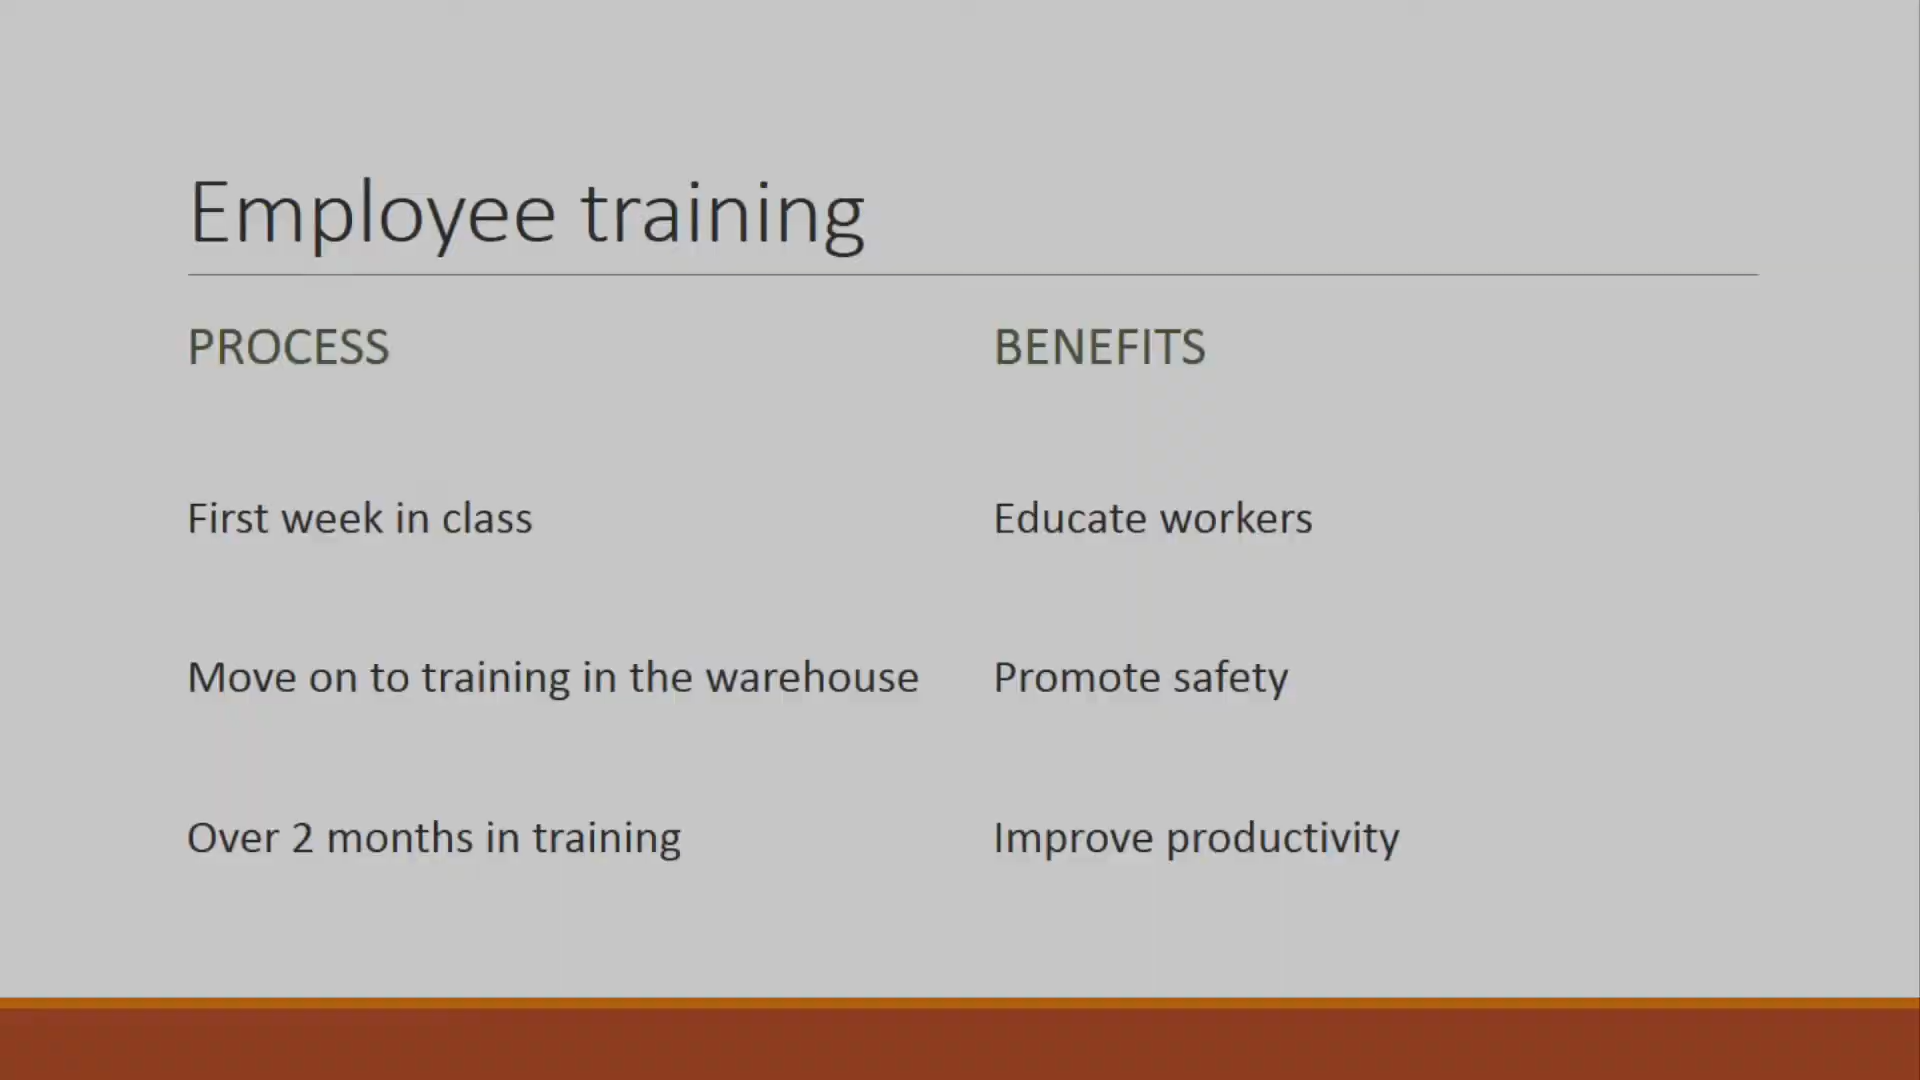 Employee training
PROCESS
First week in class
Move on to training in the warehouse
Over 2 months in training
BENEFITS
Educate workers
Promote safety
Improve productivity